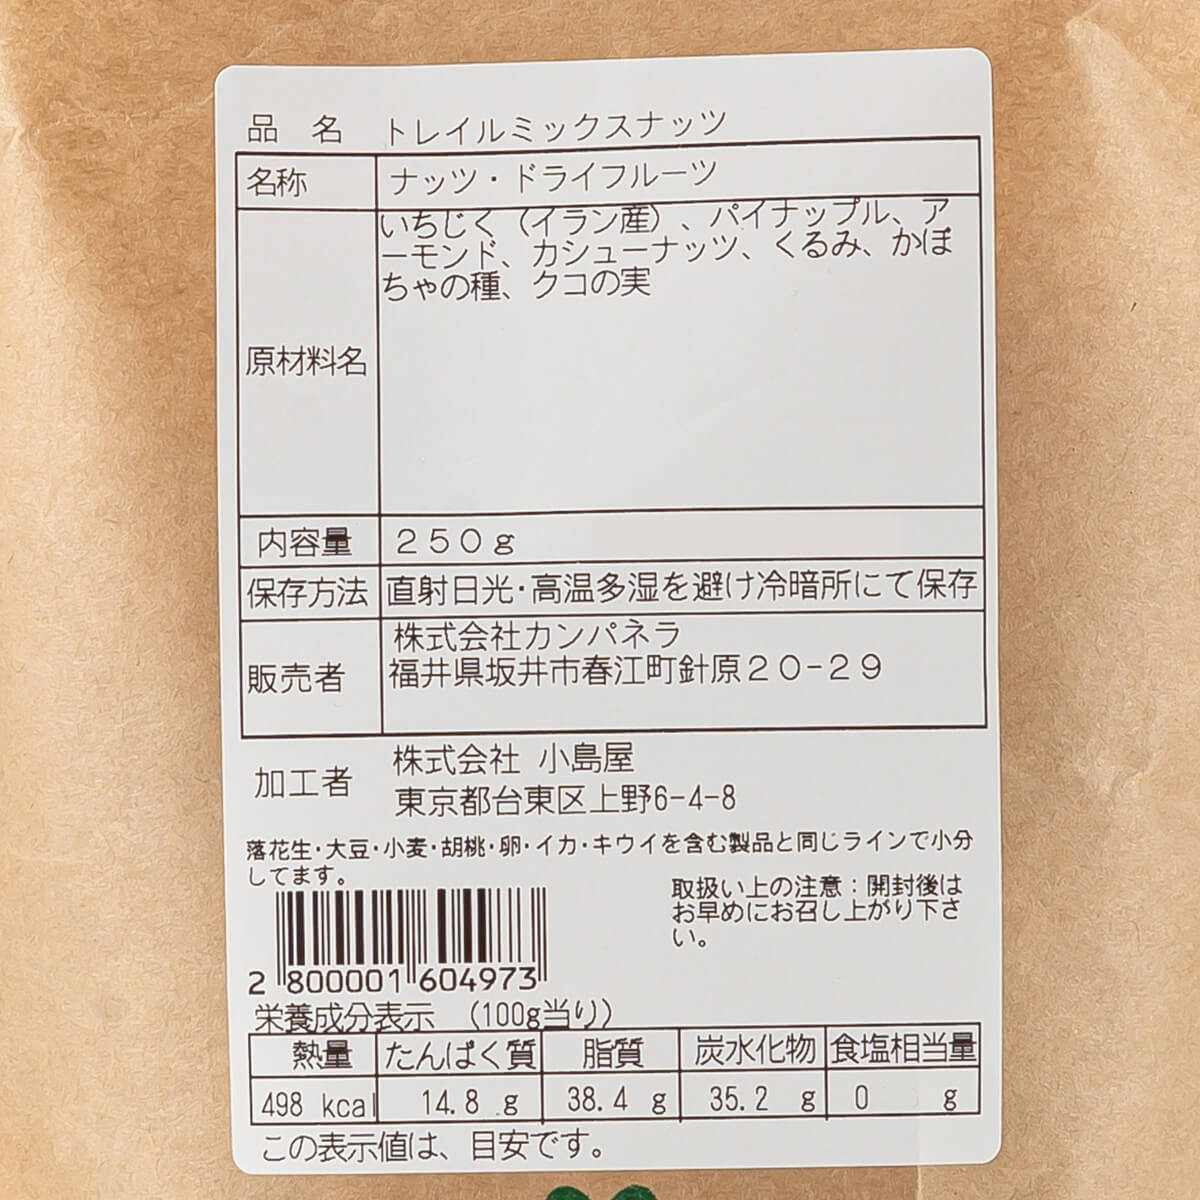 品 名 トレイルミックスナッツ
名称 ナッツ・ドライフルーツ
原材料名 いちじく（イラン産）、パイナップル、ア
ーモンド、カシューナッツ、くるみ、かぼ
ちゃの種、クコの実
内容量 ２５０ｇ
保存方法 直射日光・高温多湿を避け冷暗所にて保存
販売者 株式会社カンパネラ
福井県坂井市春江町針原２０－２９
加工者 株式会社 小島屋
東京都台東区上野6-4-8
落花生・大豆・小麦・胡桃・卵・イカ・キウイを含む製品と同じラインで小分
してます。
取扱い上の注意：開封後は
お早めにお召し上がり下さ
い。
2 800001 604973
栄養成分表示 （100g当り）
熱量 たんぱく質 脂質 炭水化物 食塩相当量
498 kcal 14.8 g 38.4 g 35.2 g 0 g
この表示値は、目安です。